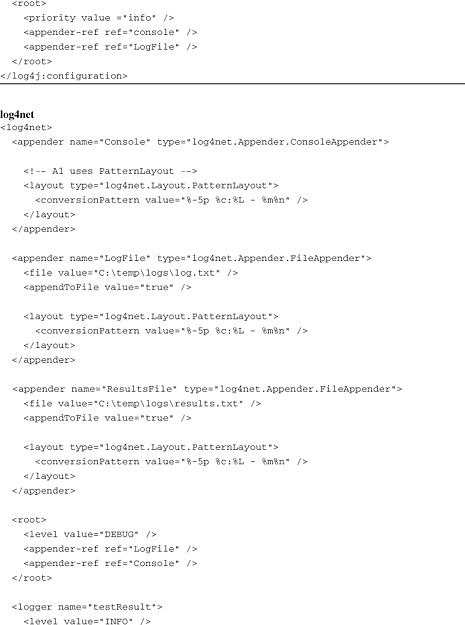 <root>
<priority value ="info" />
<appender-ref ref="console" />
<appender-ref ref="LogFile" />
</root>
</log4j:configuration>
log4net
<log4net>
<appender name="Console" type="log4net.Appender.ConsoleAppender">
<!-- A1 uses PatternLayout -->
<layout type="log4net.Layout.PatternLayout">
<conversionPattern value="%-5p %c:%L - %m%n" />
</layout>
</appender>
<appender name="LogFile" type="log4net.Appender.FileAppender">
<file value="C:\temp\logs\log.txt" />
<appendToFile value="true" />
<layout type="log4net.Layout.PatternLayout">
<conversionPattern value="%-5p %c:%L - %m%n" />
</layout>
</appender>
<appender name="ResultsFile" type="log4net.Appender.FileAppender">
<file value="C:\temp\logs\results.txt" />
<appendToFile value="true" />
<layout type="log4net.Layout.PatternLayout">
<conversionPattern value="%-5p %c:%L - %m%n" />
</layout>
</appender>
<root>
<level value="DEBUG" />
<appender-ref ref="LogFile" />
<appender-ref ref="Console" />
</root>
<logger name="testResult">
<level value="INFO" />